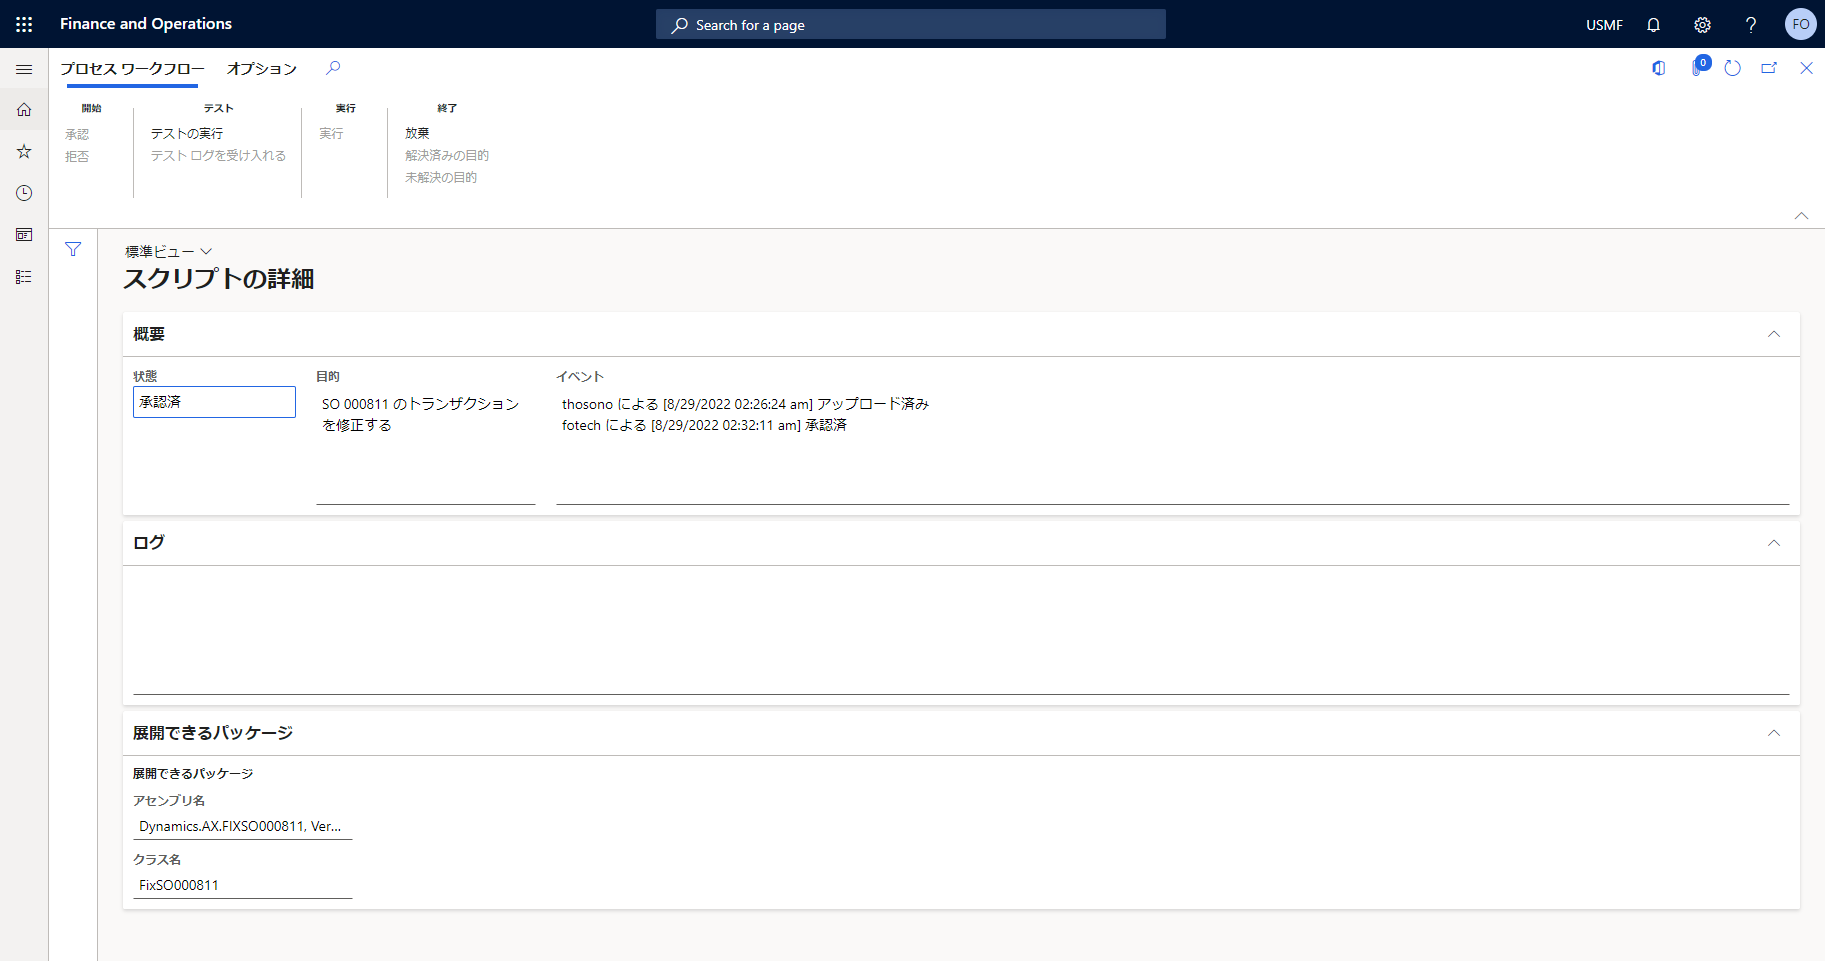 Finance and Operations
Search for a page
USMF
?
FO
プロセス ワークフロー
オプション
0
開始
承認
拒否
テスト
テストの実行
テスト ログを受け入れる
実行
実行
終了
放棄
解決済みの目的
未解決の目的
標準ビュー
スクリプトの詳細
概要
状態
承認済
目的
SO 000811 のトランザクション
を修正する
イベント
thosono による [8/29/2022 02:26:24 am] アップロード済み
fotech による [8/29/2022 02:32:11 am] 承認済
ログ
展開できるパッケージ
展開できるパッケージ
アセンブリ名
Dynamics.AX.FIXSO000811, Ver...
クラス名
FixSO000811